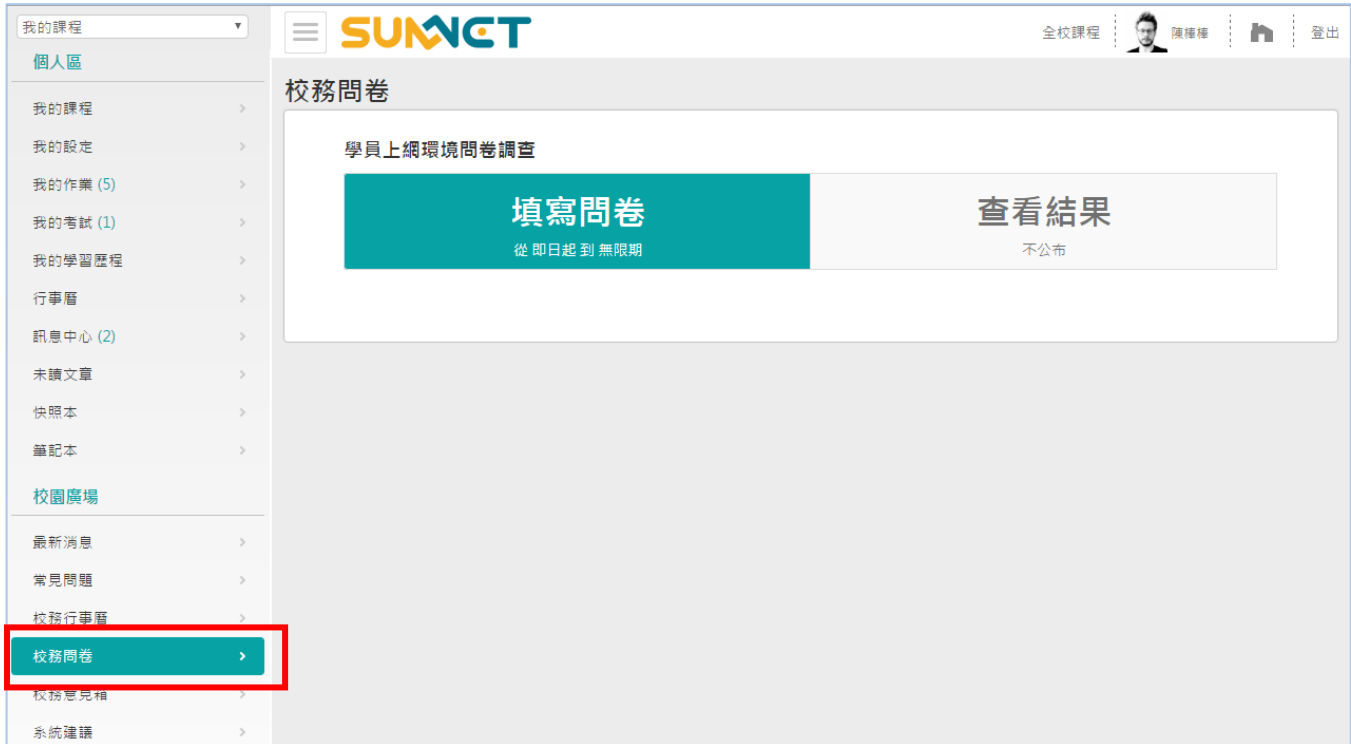 我的課程
個人區
我的課程
我的設定
我的作業 (5)
我的考試 (1)
我的學習歷程
行事曆
訊息中心 (2)
未讀文章
快照本
筆記本
校園廣場
最新消息
常見問題
校務行事曆
校務問卷
校務意見箱
系統建議
SUNNET
全校課程
陳棒棒
登出
校務問卷
學員上網環境問卷調查
填寫問卷
從 即日起 到 無限期
查看結果
不公布